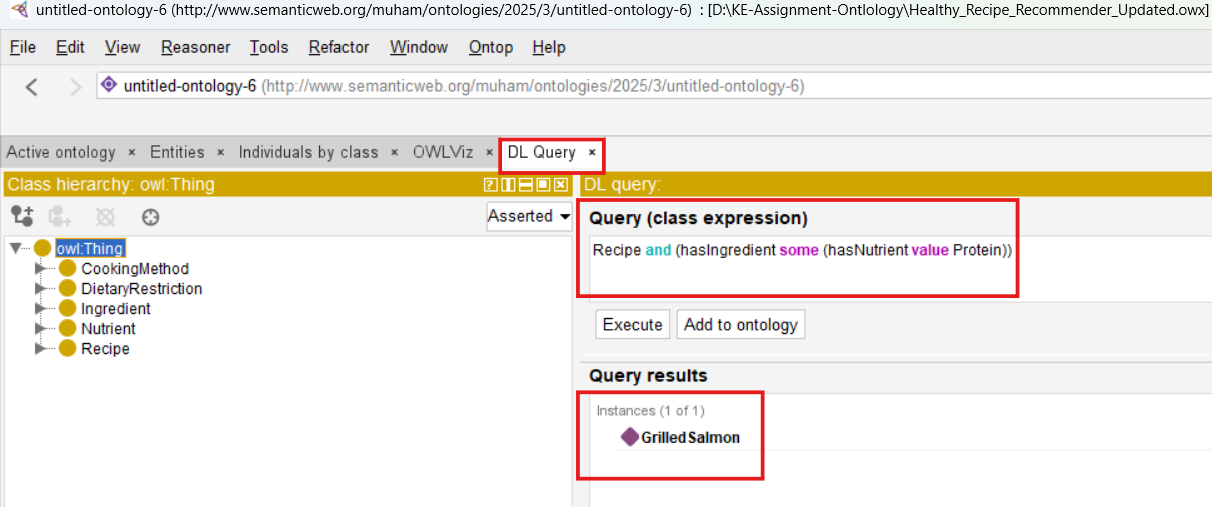 untitled-ontology-6 (http://www.semanticweb.org/muham/ontologies/2025/3/untitled-ontology-6) : [D:\KE-Assignment-Ontlology\Healthy_Recipe_Recommender_Updated.owx]
File Edit View Reasoner Tools Refactor Window Ontop Help
< > untitled-ontology-6 (http://www.semanticweb.org/muham/ontologies/2025/3/untitled-ontology-6)
Active ontology × Entities × Individuals by class × OWLViz × DL Query ×
Class hierarchy: owl:Thing
DL query:
Asserted
owl:Thing
CookingMethod
DietaryRestriction
Ingredient
Nutrient
Recipe
Query (class expression)
Recipe and (hasIngredient some (hasNutrient value Protein))
Execute Add to ontology
Query results
Instances (1 of 1)
GrilledSalmon